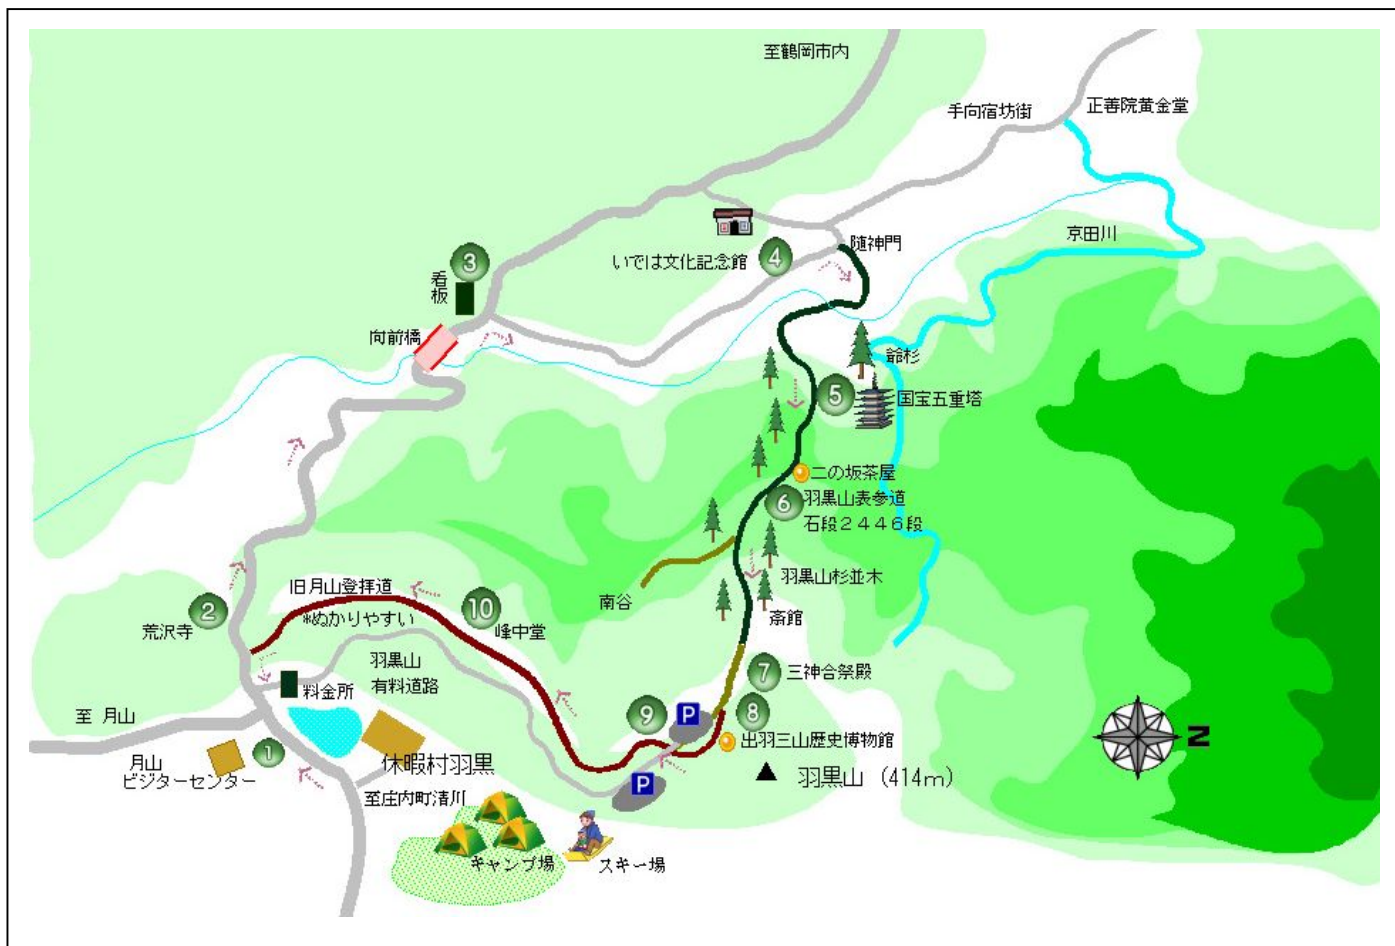 至鶴岡市内
手向宿坊街
正善院黄金堂
随神門
京田川
いでは文化記念館
4
3
看板
向前橋
爺杉
5
国宝五重塔
二の坂茶屋
6
羽黒山表参道
石段2446段
羽黒山杉並木
南谷
斎館
旧月山登拝道
*ぬかりやすい
10
峰中堂
2
荒沢寺
羽黒山
有料道路
料金所
7
三神合祭殿
8
9
P
出羽三山歴史博物館
至 月山
1
月山
ビジターセンター
休暇村羽黒
P
羽黒山 (414m)
至庄内町清川
キャンプ場
スキー場
N